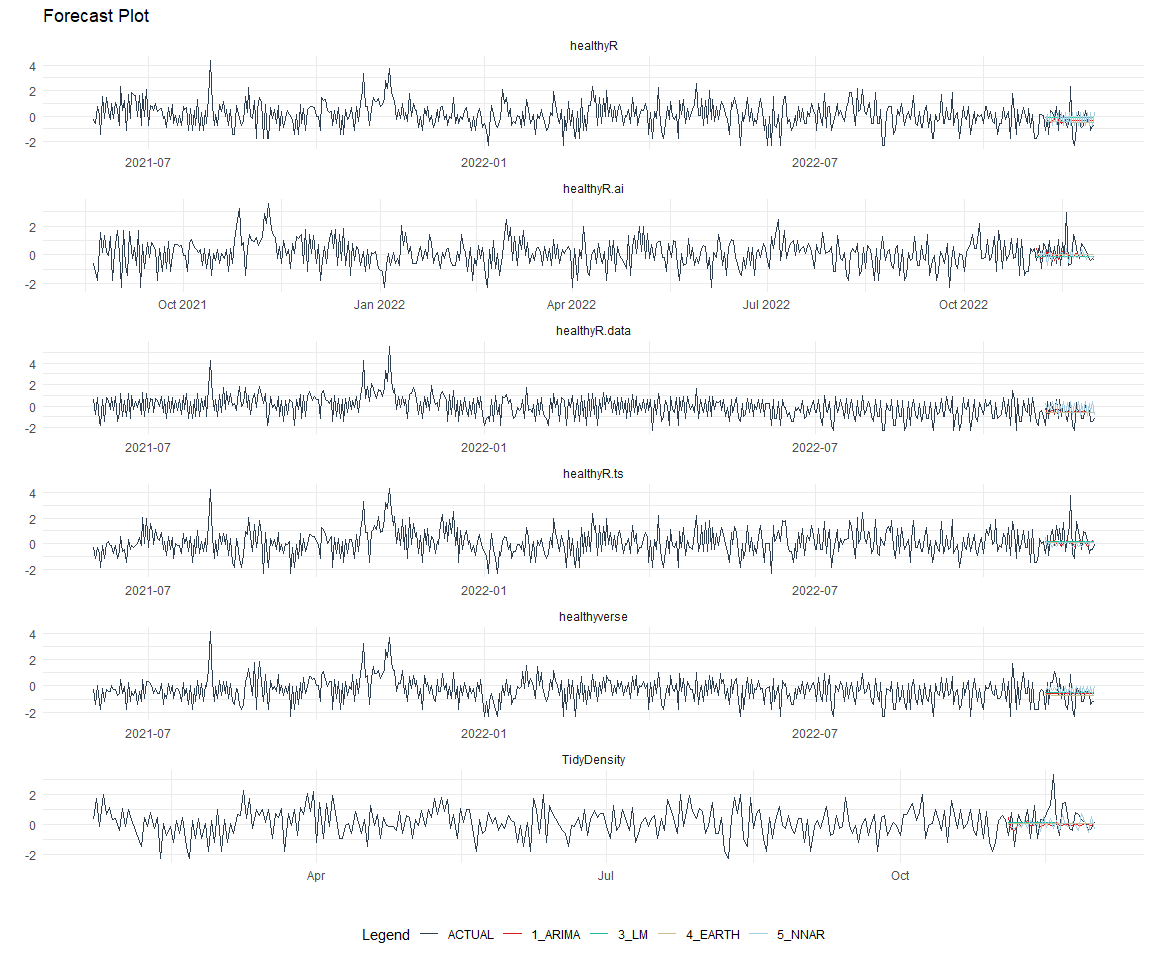 Forecast Plot
healthyR
4
2
0
-2
2021-07 2022-01 2022-07
healthyR.ai
2
0
-2
Oct 2021 Jan 2022 Apr 2022 Jul 2022 Oct 2022
healthyR.data
4
2
0
-2
2021-07 2022-01 2022-07
healthyR.ts
4
2
0
-2
2021-07 2022-01 2022-07
healthyverse
4
2
0
-2
2021-07 2022-01 2022-07
TidyDensity
2
0
-2
Apr Jul Oct
Legend ACTUAL 1_ARIMA 3_LM 4_EARTH 5_NNAR